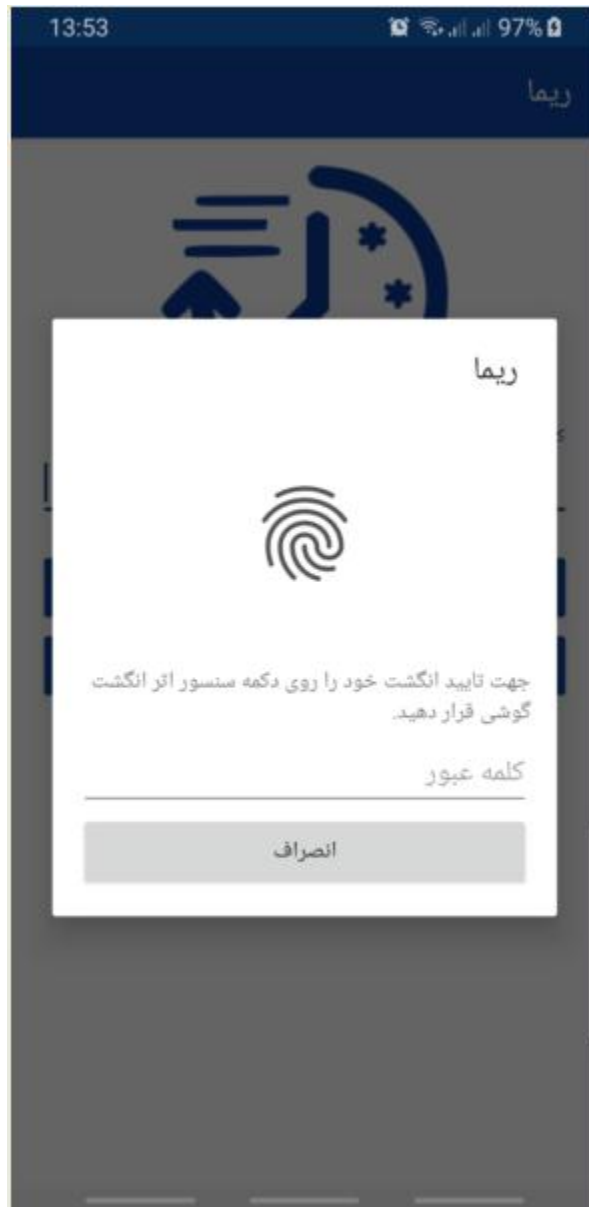 13:53 97%
ریما
ریما
جهت تایید انگشت خود را روی دکمه سنسور اثر انگشت
گوشی قرار دهید.
کلمه عبور
انصراف